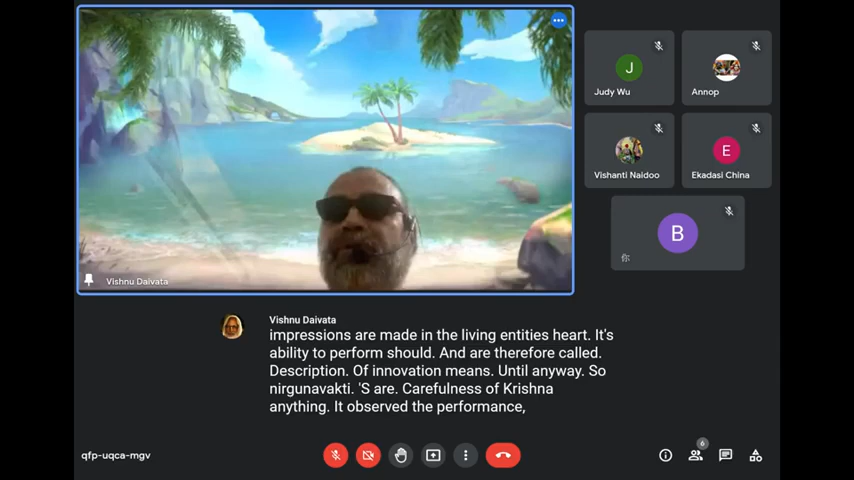 Vishnu Daivata
J
Judy Wu
Annop
Vishanti Naidoo
E
Ekadasi China
B
你
Vishnu Daivata
impressions are made in the living entities heart. It's
ability to perform should. And are therefore called.
Description. Of innovation means. Until anyway. So
nirgunavakti. 'S are. Carefulness of Krishna
anything. It observed the performance,
qfp-uqca-mgv
6